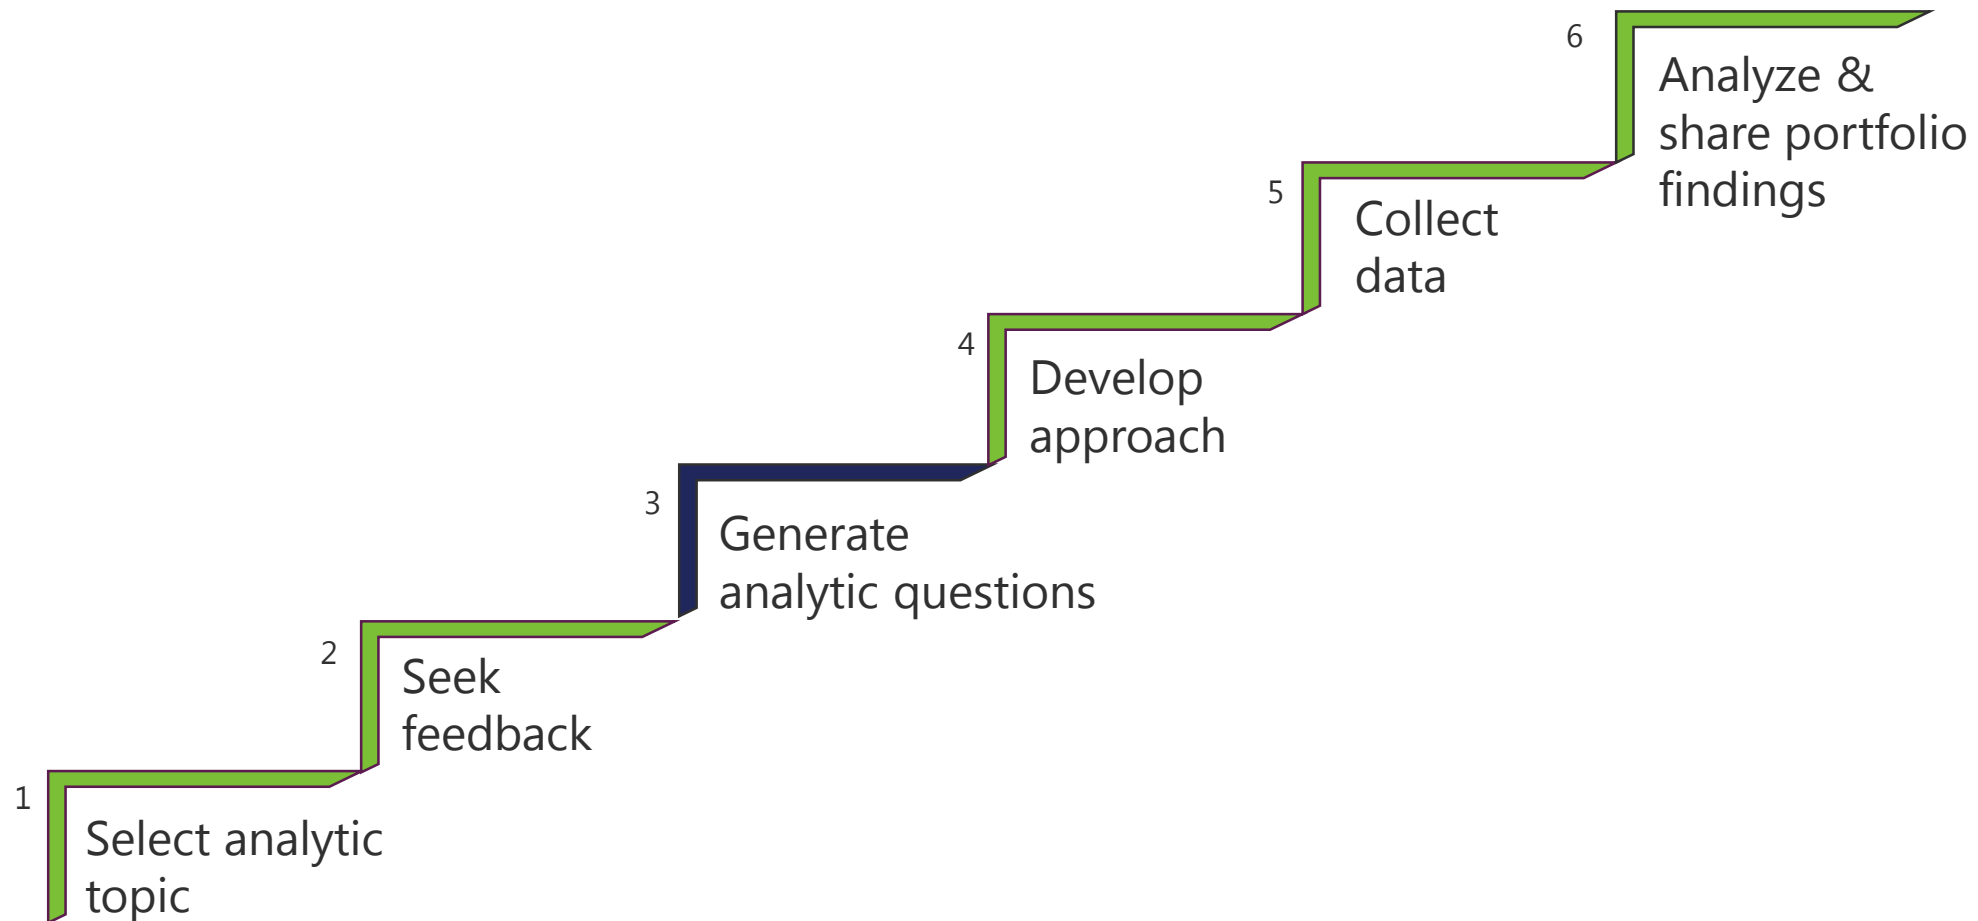 1
Select analytic
topic
2
Seek
feedback
3
Generate
analytic questions
4
Develop
approach
5
Collect
data
6
Analyze &
share portfolio
findings